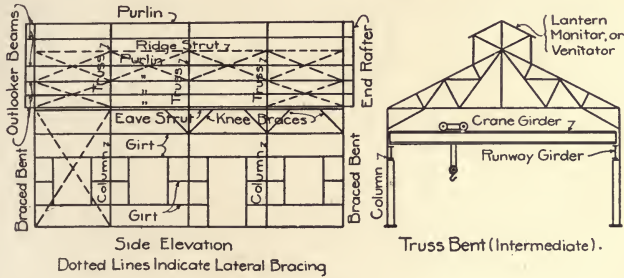 Purlin
Ridge Strut
Purlin
"
"
Truss
Truss
Truss
Outlooker Beams
End Rafter
Eave Strut
Knee Braces
Girt
Column
Column
Girt
Braced Bent
Braced Bent
Side Elevation
Dotted Lines Indicate Lateral Bracing
Lantern
Monitor, or
Venitator
Crane Girder
Runway Girder
Column
Truss Bent (Intermediate).